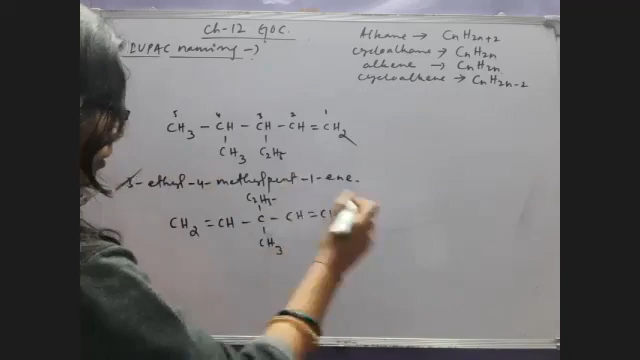 Ch-12 GOC.
IUPAC naming -)
Alkane → CnH2n+2
cycloalkane → CnH2n
alkene → CnH2n
cycloalkene → CnH2n-2
5 4 3 2 1
CH3 - CH - CH - CH = CH2
CH3 C2H5
3-ethyl-4-methylpent-1-ene.
C2H5
CH2 = CH - C - CH = C
CH3